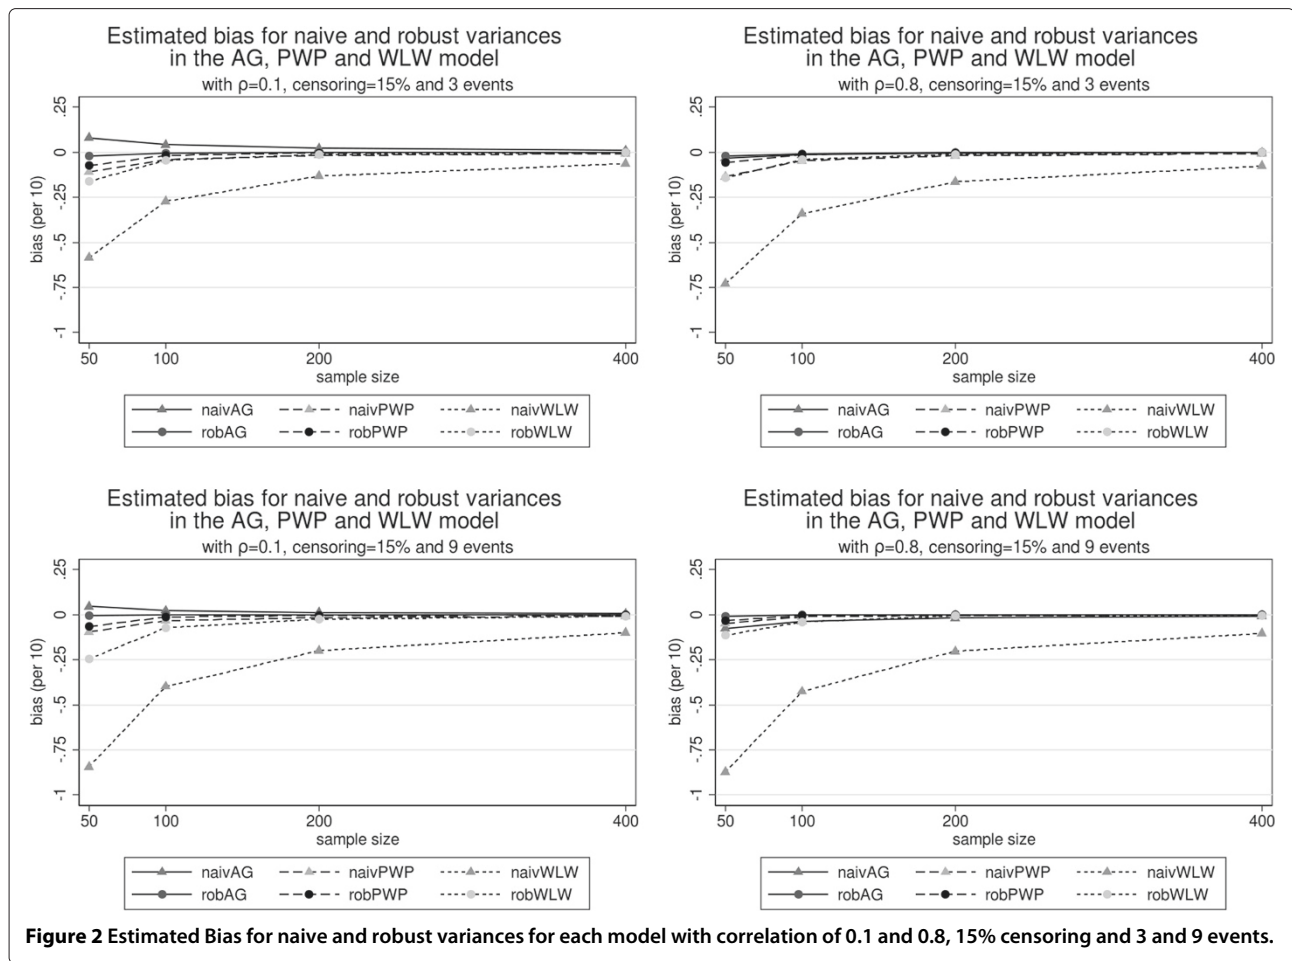 Estimated bias for naive and robust variances
in the AG, PWP and WLW model
with ρ=0.1, censoring=15% and 3 events
bias (per 10)
.25
0
-.25
-.5
-.75
-1
50 100 200 400
sample size
naivAG naivPWP naivWLW
robAG robPWP robWLW
Estimated bias for naive and robust variances
in the AG, PWP and WLW model
with ρ=0.8, censoring=15% and 3 events
bias (per 10)
.25
0
-.25
-.5
-.75
-1
50 100 200 400
sample size
naivAG naivPWP naivWLW
robAG robPWP robWLW
Estimated bias for naive and robust variances
in the AG, PWP and WLW model
with ρ=0.1, censoring=15% and 9 events
bias (per 10)
.25
0
-.25
-.5
-.75
-1
50 100 200 400
sample size
naivAG naivPWP naivWLW
robAG robPWP robWLW
Estimated bias for naive and robust variances
in the AG, PWP and WLW model
with ρ=0.8, censoring=15% and 9 events
bias (per 10)
.25
0
-.25
-.5
-.75
-1
50 100 200 400
sample size
naivAG naivPWP naivWLW
robAG robPWP robWLW
Figure 2 Estimated Bias for naive and robust variances for each model with correlation of 0.1 and 0.8, 15% censoring and 3 and 9 events.